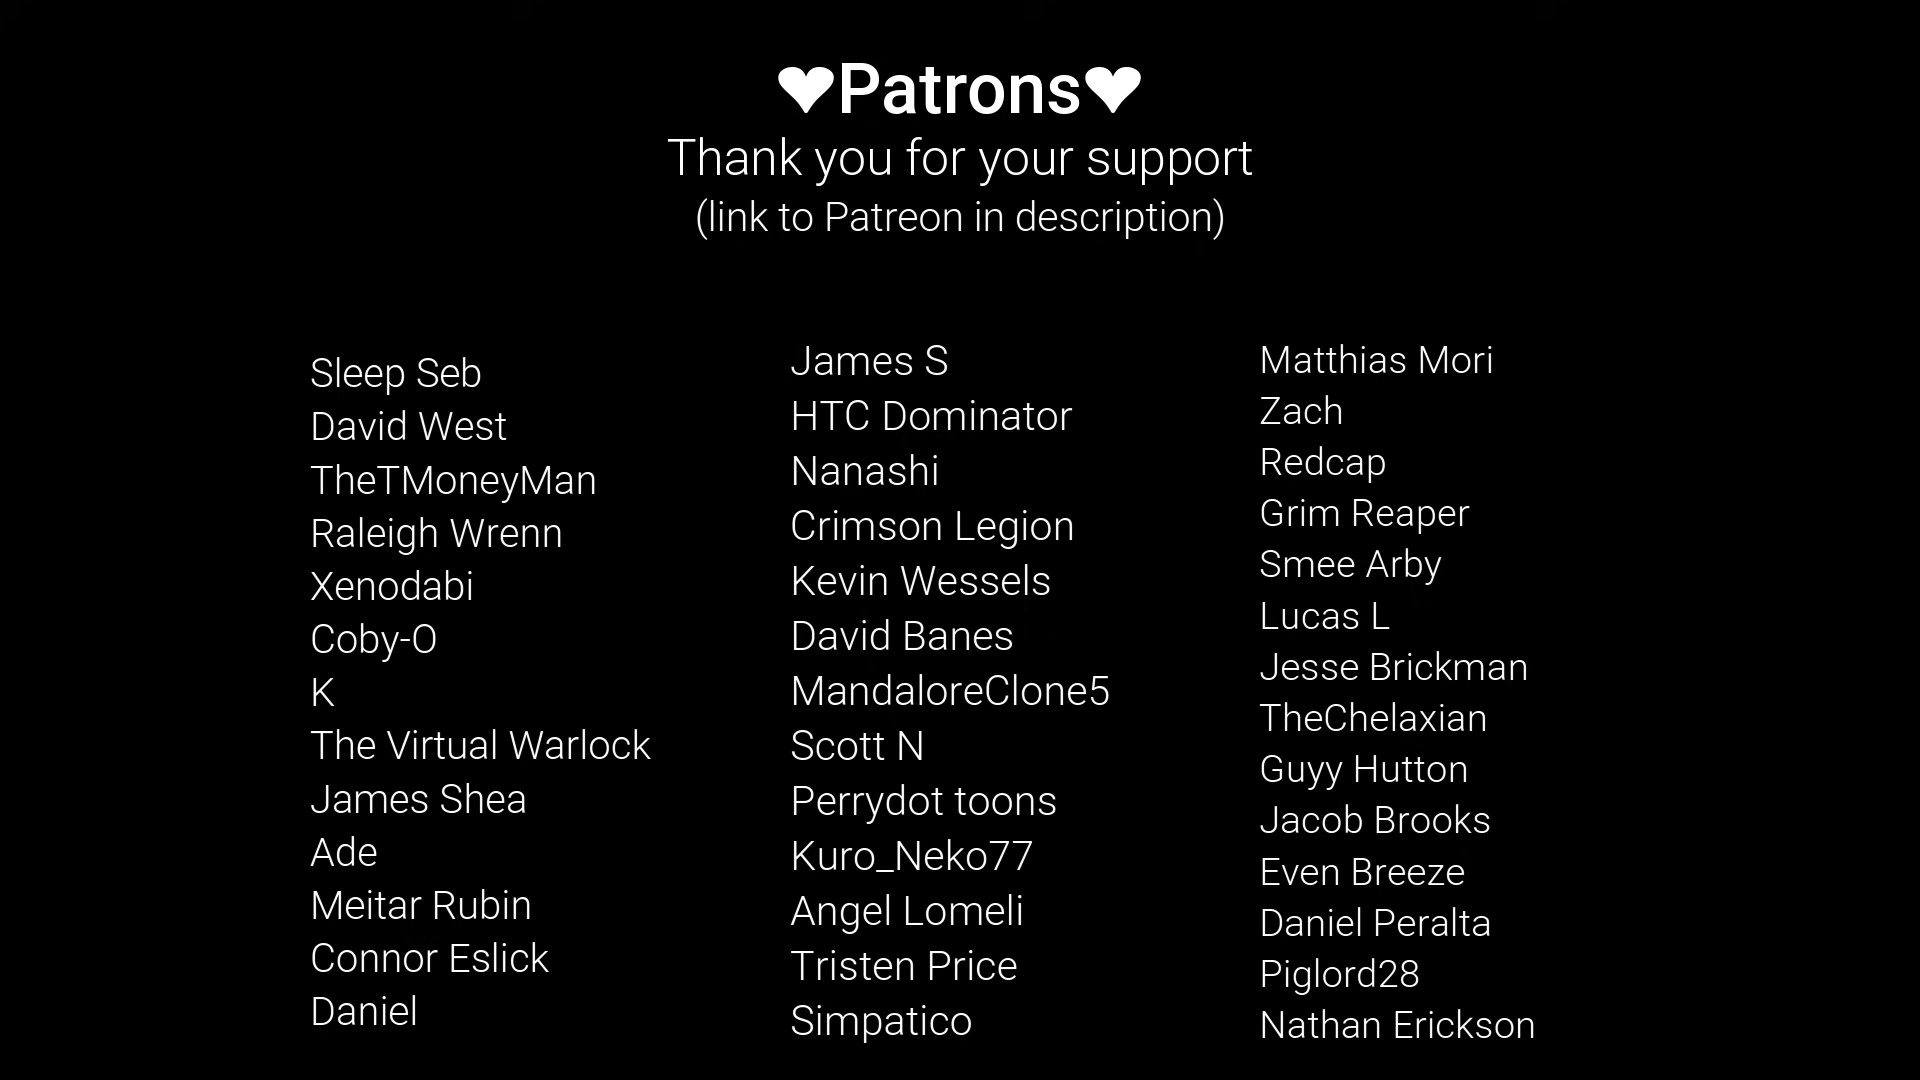 ❤Patrons❤
Thank you for your support
(link to Patreon in description)
Sleep Seb
David West
TheTMoneyMan
Raleigh Wrenn
Xenodabi
Coby-O
K
The Virtual Warlock
James Shea
Ade
Meitar Rubin
Connor Eslick
Daniel
James S
HTC Dominator
Nanashi
Crimson Legion
Kevin Wessels
David Banes
MandaloreClone5
Scott N
Perrydot toons
Kuro_Neko77
Angel Lomeli
Tristen Price
Simpatico
Matthias Mori
Zach
Redcap
Grim Reaper
Smee Arby
Lucas L
Jesse Brickman
TheChelaxian
Guyy Hutton
Jacob Brooks
Even Breeze
Daniel Peralta
Piglord28
Nathan Erickson